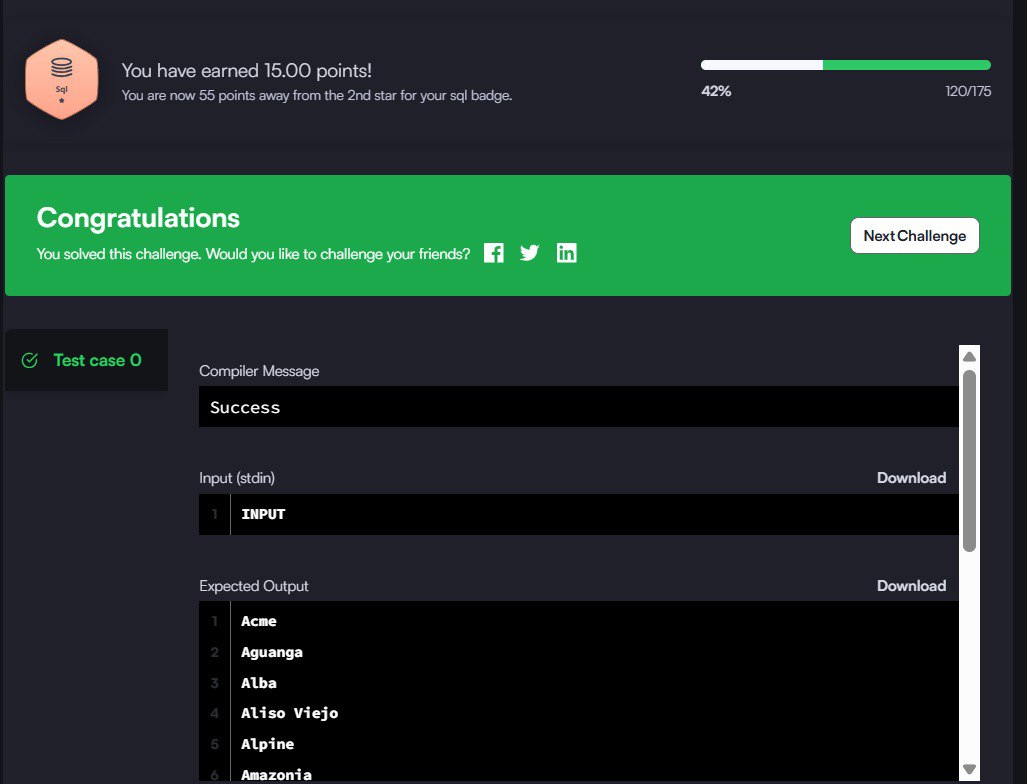 Sql
You have earned 15.00 points!
You are now 55 points away from the 2nd star for your sql badge.
42%
120/175
Congratulations
You solved this challenge. Would you like to challenge your friends?
Next Challenge
Test case 0
Compiler Message
Success
Input (stdin)
Download
1 INPUT
Expected Output
Download
1 Acme
2 Aguanga
3 Alba
4 Aliso Viejo
5 Alpine
6 Amazonia